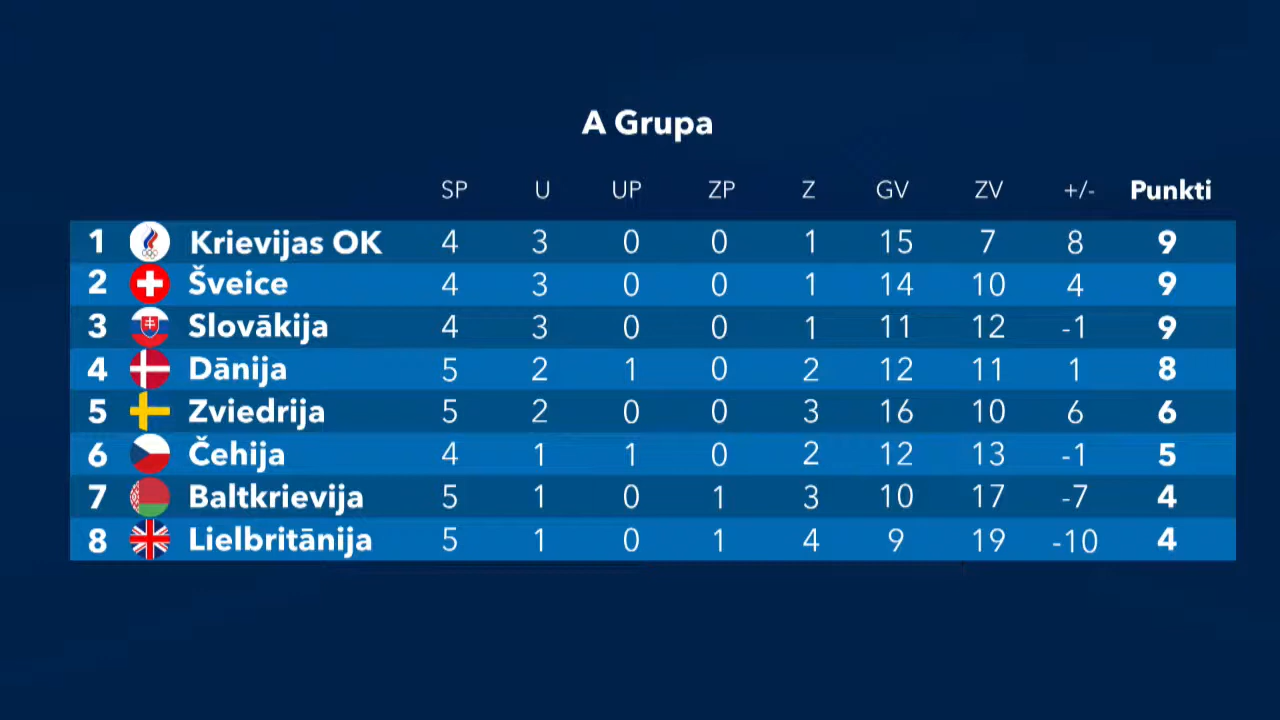 A Grupa
SP U UP ZP Z GV ZV +/- Punkti
1 Krievijas OK 4 3 0 0 1 15 7 8 9
2 Šveice 4 3 0 0 1 14 10 4 9
3 Slovākija 4 3 0 0 1 11 12 -1 9
4 Dānija 5 2 1 0 2 12 11 1 8
5 Zviedrija 5 2 0 0 3 16 10 6 6
6 Čehija 4 1 1 0 2 12 13 -1 5
7 Baltkrievija 5 1 0 1 3 10 17 -7 4
8 Lielbritānija 5 1 0 1 4 9 19 -10 4